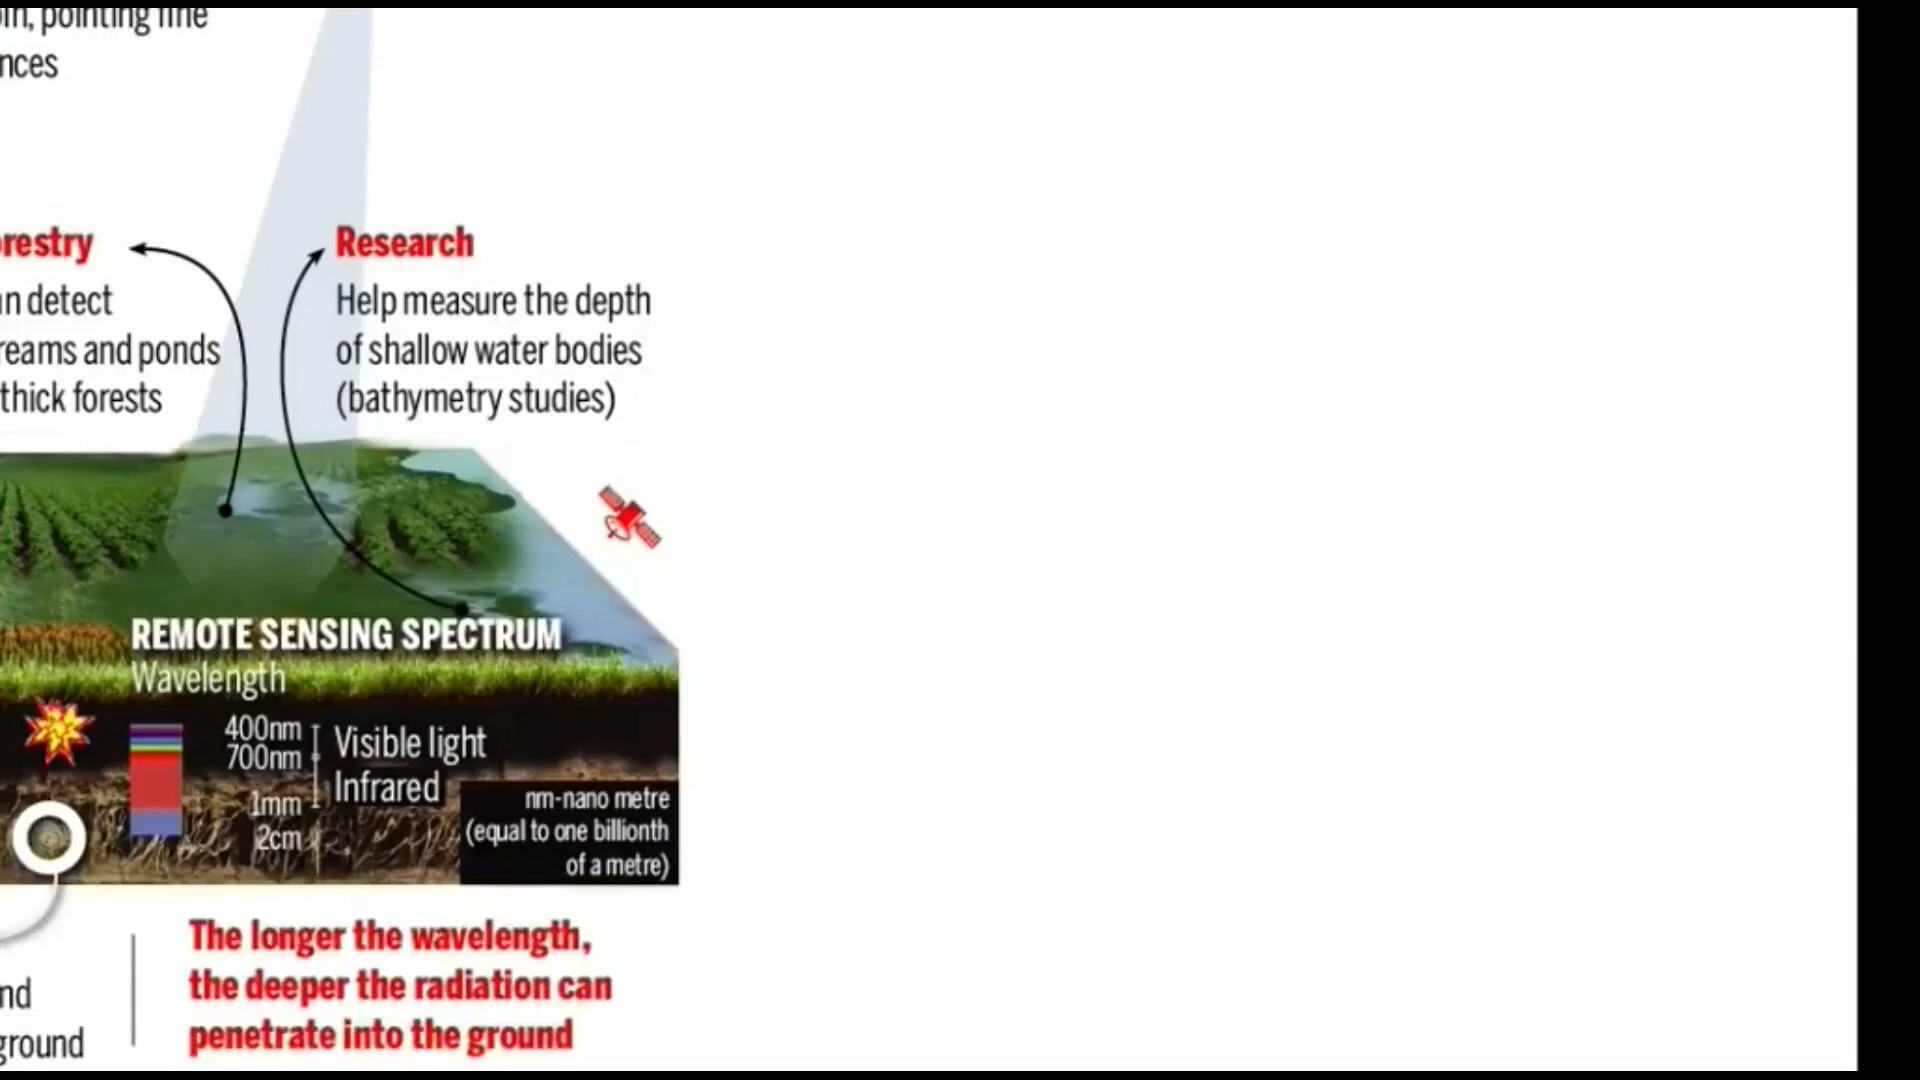 pointing fine
nces
restry
n detect
reams and ponds
thick forests
Research
Help measure the depth
of shallow water bodies
(bathymetry studies)
REMOTE SENSING SPECTRUM
Wavelength
400nm
700nm
1mm
2cm
Visible light
Infrared
nm-nano metre
(equal to one billionth
of a metre)
nd
ground
The longer the wavelength,
the deeper the radiation can
penetrate into the ground